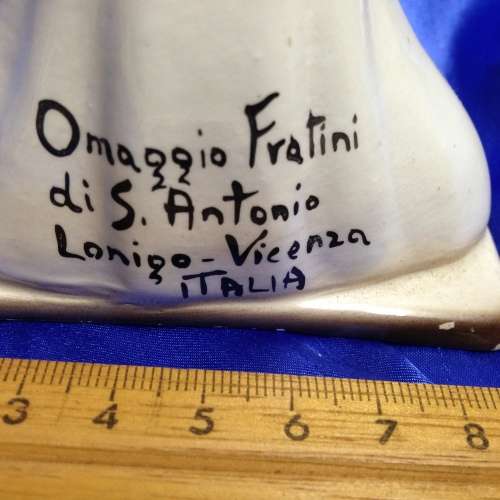 Omaggio Fratini
di S. Antonio
Lonigo - Vicenza
ITALIA
3 4 5 6 7 8